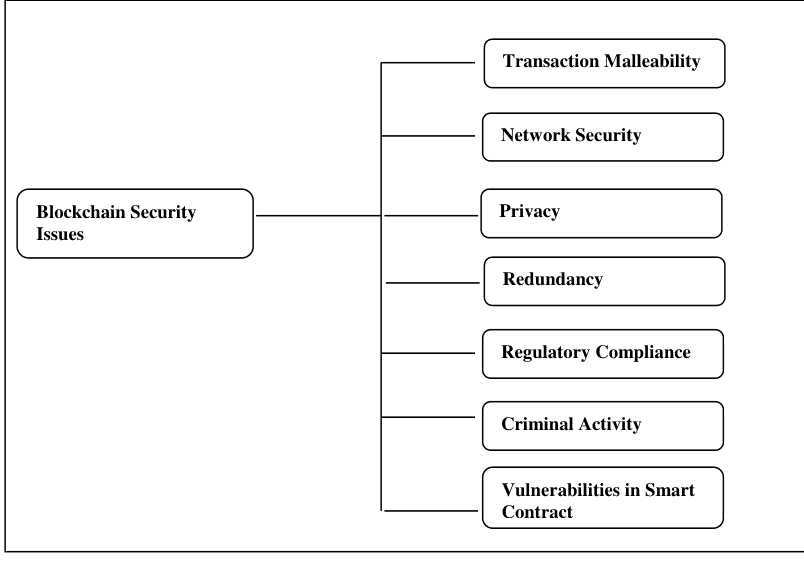 Transaction Malleability
Network Security
Blockchain Security
Issues
Privacy
Redundancy
Regulatory Compliance
Criminal Activity
Vulnerabilities in Smart
Contract